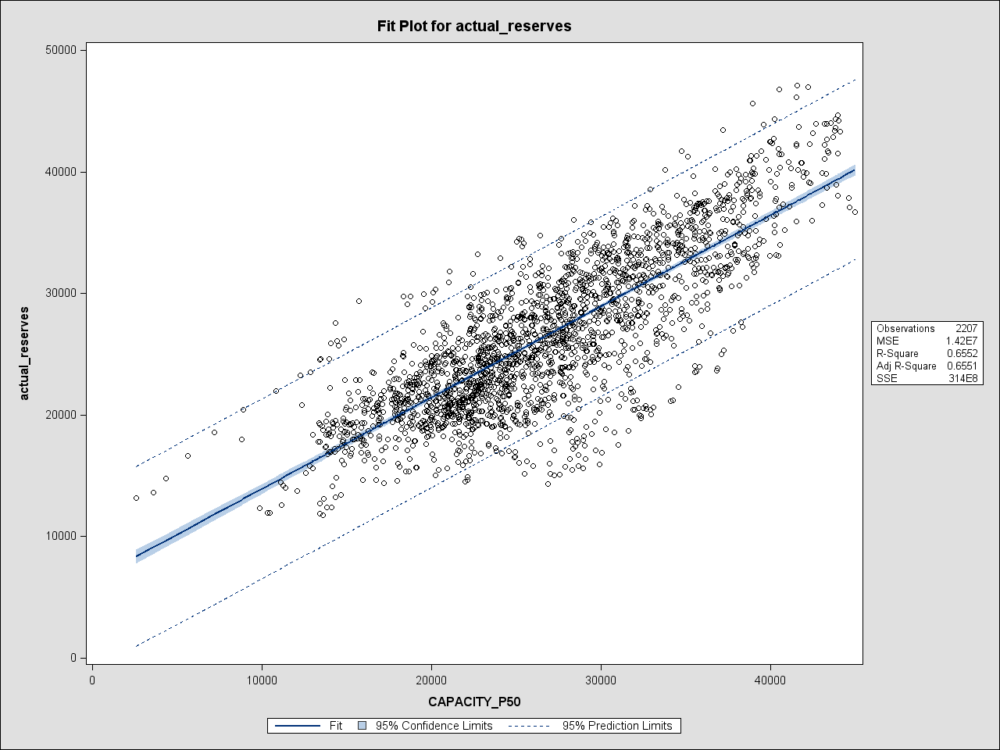 Fit Plot for actual_reserves
50000
40000
30000
20000
10000
0
actual_reserves
0 10000 20000 30000 40000
CAPACITY_P50
Fit 95% Confidence Limits 95% Prediction Limits
Observations 2207
MSE 1.42E7
R-Square 0.6552
Adj R-Square 0.6551
SSE 314E8